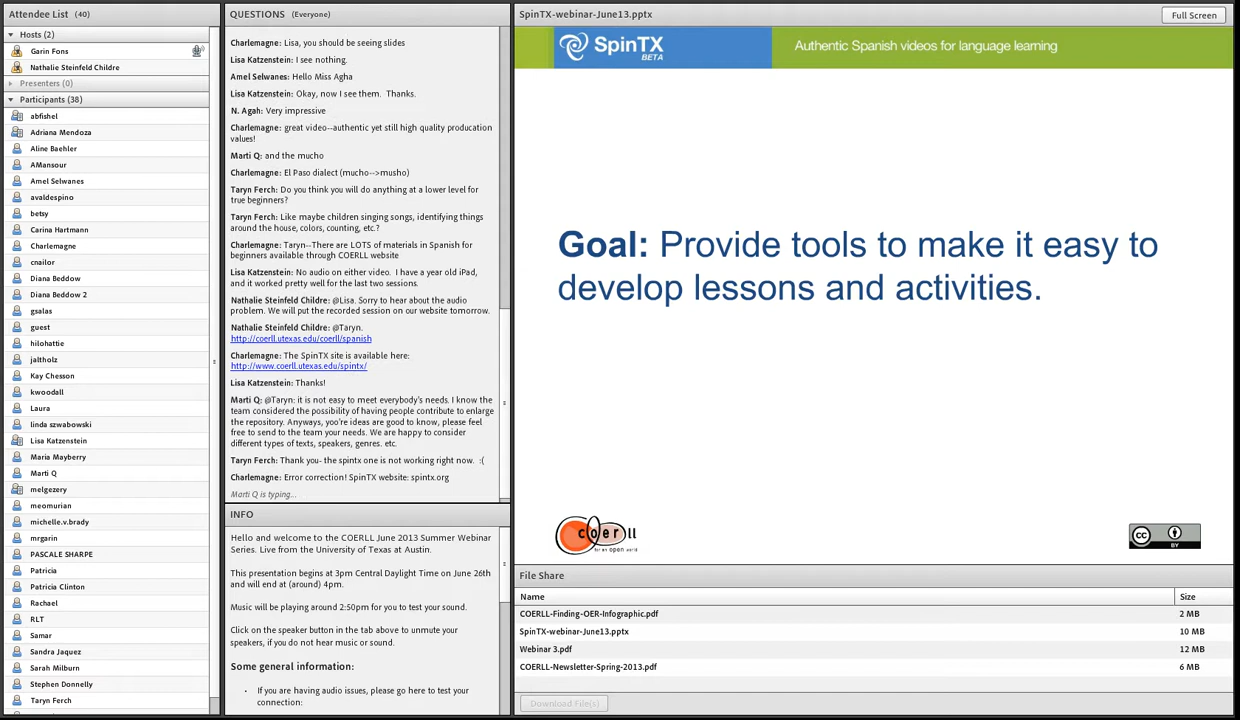 Attendee List (40)
Hosts (2)
Garin Fons
Nathalie Steinfeld Childre
Presenters (0)
Participants (38)
abfishel
Adriana Mendoza
Aline Baehler
AMansour
Amel Selwanes
avaldespino
betsy
Carina Hartmann
Charlemagne
cnailor
Diana Beddow
Diana Beddow 2
gsalas
guest
hilohattie
jaltholz
Kay Chesson
kwoodall
Laura
linda szwabowski
Lisa Katzenstein
Maria Mayberry
Marti Q
melgezery
meomurian
michelle.v.brady
mrgarin
PASCALE SHARPE
Patricia
Patricia Clinton
Rachael
RLT
Samar
Sandra Jaquez
Sarah Milburn
Stephen Donnelly
Taryn Ferch
QUESTIONS (Everyone)
Charlemagne: Lisa, you should be seeing slides
Lisa Katzenstein: I see nothing.
Amel Selwanes: Hello Miss Agha
Lisa Katzenstein: Okay, now I see them. Thanks.
N. Agah: Very impressive
Charlemagne: great video--authentic yet still high quality producation
values!
Marti Q: and the mucho
Charlemagne: El Paso dialect (mucho-->musho)
Taryn Ferch: Do you think you will do anything at a lower level for
true beginners?
Taryn Ferch: Like maybe children singing songs, identifying things
around the house, colors, counting, etc.?
Charlemagne: Taryn--There are LOTS of materials in Spanish for
beginners available through COERLL website
Lisa Katzenstein: No audio on either video. I have a year old iPad,
and it worked pretty well for the last two sessions.
Nathalie Steinfeld Childre: @Lisa. Sorry to hear about the audio
problem. We will put the recorded session on our website tomorrow.
Nathalie Steinfeld Childre: @Taryn.
http://coerll.utexas.edu/coerll/spanish
Charlemagne: The SpinTX site is available here:
http://www.coerll.utexas.edu/spintx/
Lisa Katzenstein: Thanks!
Marti Q: @Taryn: it is not easy to meet everybody's needs. I know the
team considered the possibility of having people contribute to enlarge
the repository. Anyways, yoo're ideas are good to know, please feel
free to send to the team your needs. We are happy to consider
different types of texts, speakers, genres. etc.
Taryn Ferch: Thank you- the spintx one is not working right now. :(
Charlemagne: Error correction! SpinTX website: spintx.org
Marti Q is typing...
INFO
Hello and welcome to the COERLL June 2013 Summer Webinar
Series. Live from the University of Texas at Austin.
This presentation begins at 3pm Central Daylight Time on June 26th
and will end at (around) 4pm.
Music will be playing around 2:50pm for you to test your sound.
Click on the speaker button in the tab above to unmute your
speakers, if you do not hear music or sound.
Some general information:
• If you are having audio issues, please go here to test your
connection:
SpinTX-webinar-June13.pptx
Full Screen
SpinTX
BETA
Authentic Spanish videos for language learning
Goal: Provide tools to make it easy to
develop lessons and activities.
coerll
for an open world
cc
BY
File Share
Name Size
COERLL-Finding-OER-Infographic.pdf 2 MB
SpinTX-webinar-June13.pptx 10 MB
Webinar 3.pdf 12 MB
COERLL-Newsletter-Spring-2013.pdf 6 MB
Download File(s)